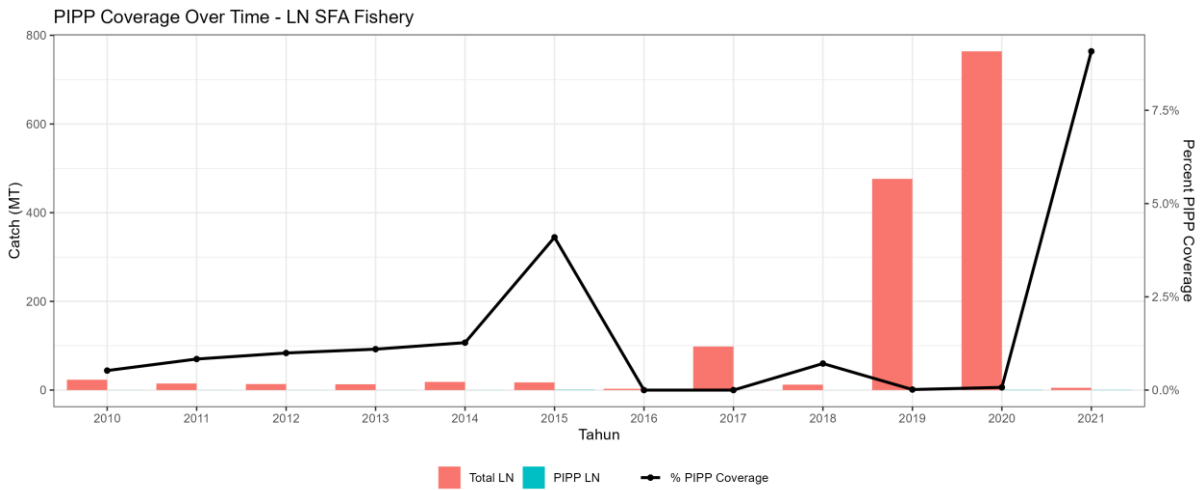 PIPP Coverage Over Time - LN SFA Fishery
Catch (MT)
800
600
400
200
0
7.5%
5.0%
2.5%
0.0%
Percent PIPP Coverage
2010 2011 2012 2013 2014 2015 2016 2017 2018 2019 2020 2021
Tahun
Total LN PIPP LN % PIPP Coverage